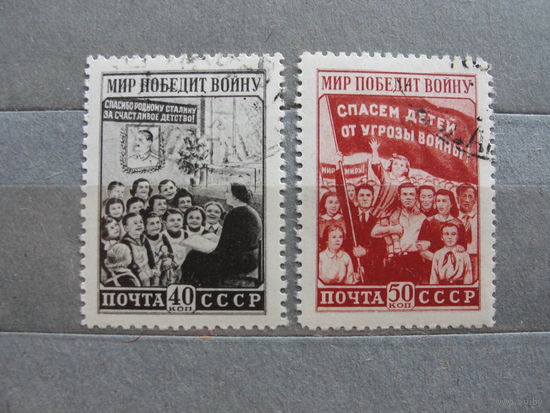 МИР ПОБЕДИТ ВОЙНУ
СПАСИБО РОДНОМУ СТАЛИНУ
ЗА СЧАСТЛИВОЕ ДЕТСТВО!
ПОЧТА 40 СССР
КОП
МИР ПОБЕДИТ ВОЙНУ
СПАСЕМ ДЕТЕЙ
ОТ УГРОЗЫ ВОЙНЫ
МИР МИРУ!
ПОЧТА 50 СССР
КОП